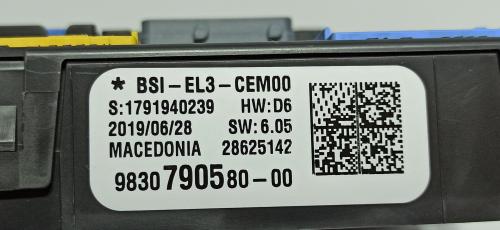 * BSI-EL3-CEM00
S:1791940239 HW:D6
2019/06/28 SW:6.05
MACEDONIA 28625142
9830790580-00